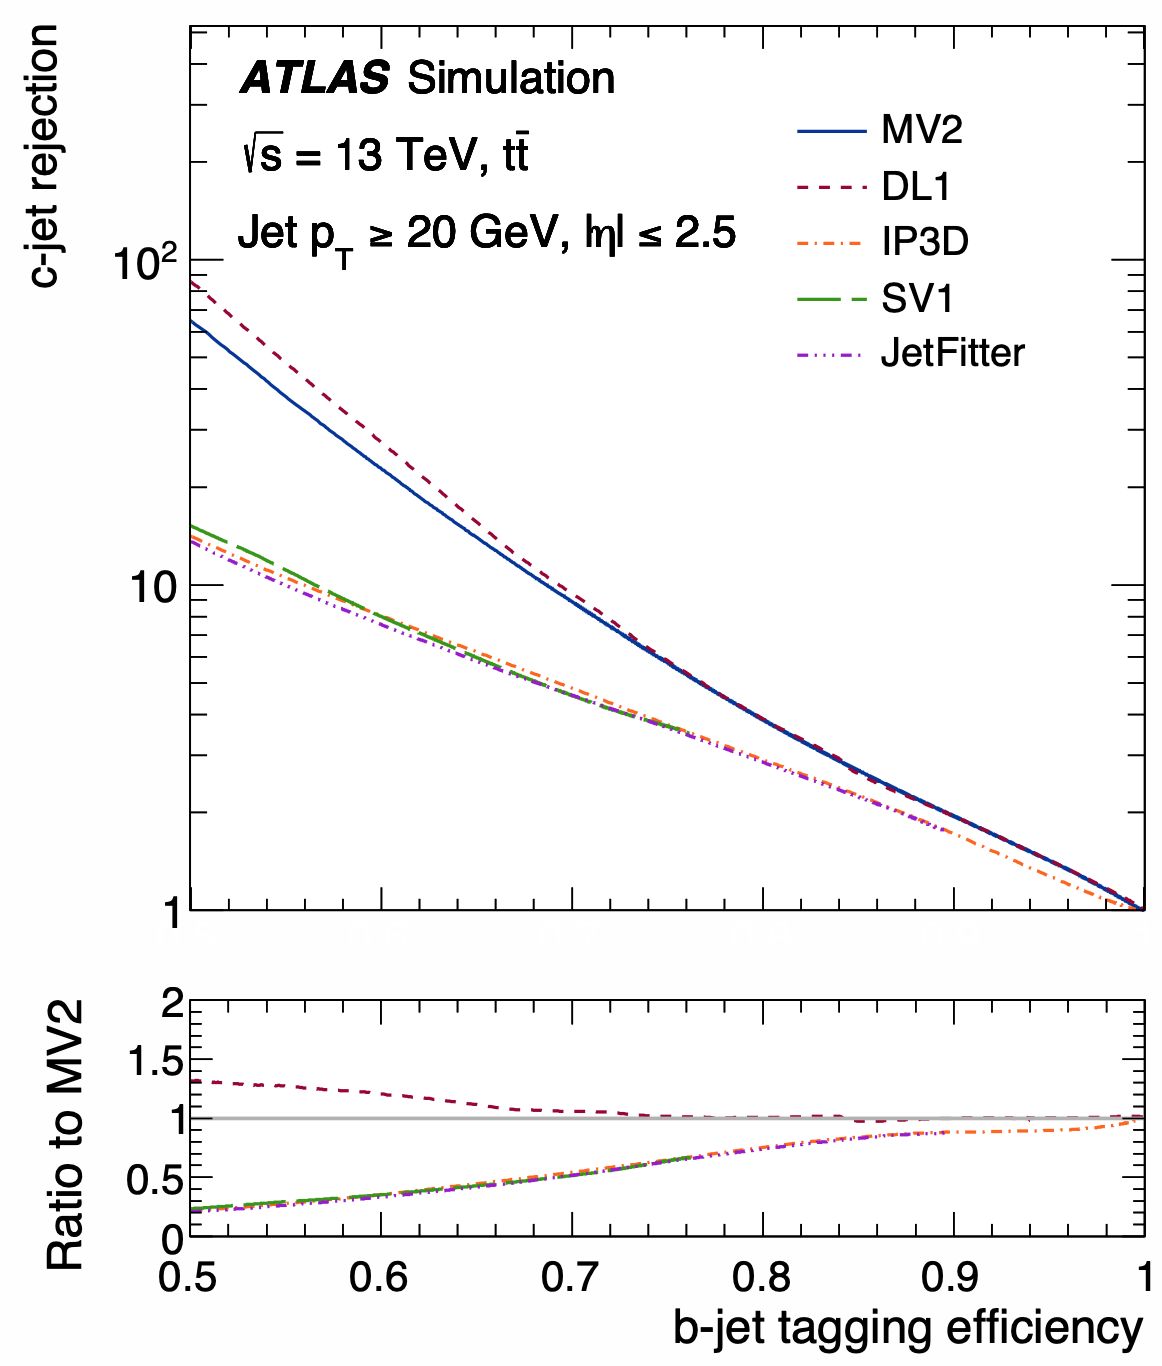 c-jet rejection
ATLAS Simulation
√s = 13 TeV, tt̄
Jet pT ≥ 20 GeV, |η| ≤ 2.5
MV2
DL1
IP3D
SV1
JetFitter
10²
10
1
Ratio to MV2
2
1.5
1
0.5
0
0.5 0.6 0.7 0.8 0.9 1
b-jet tagging efficiency